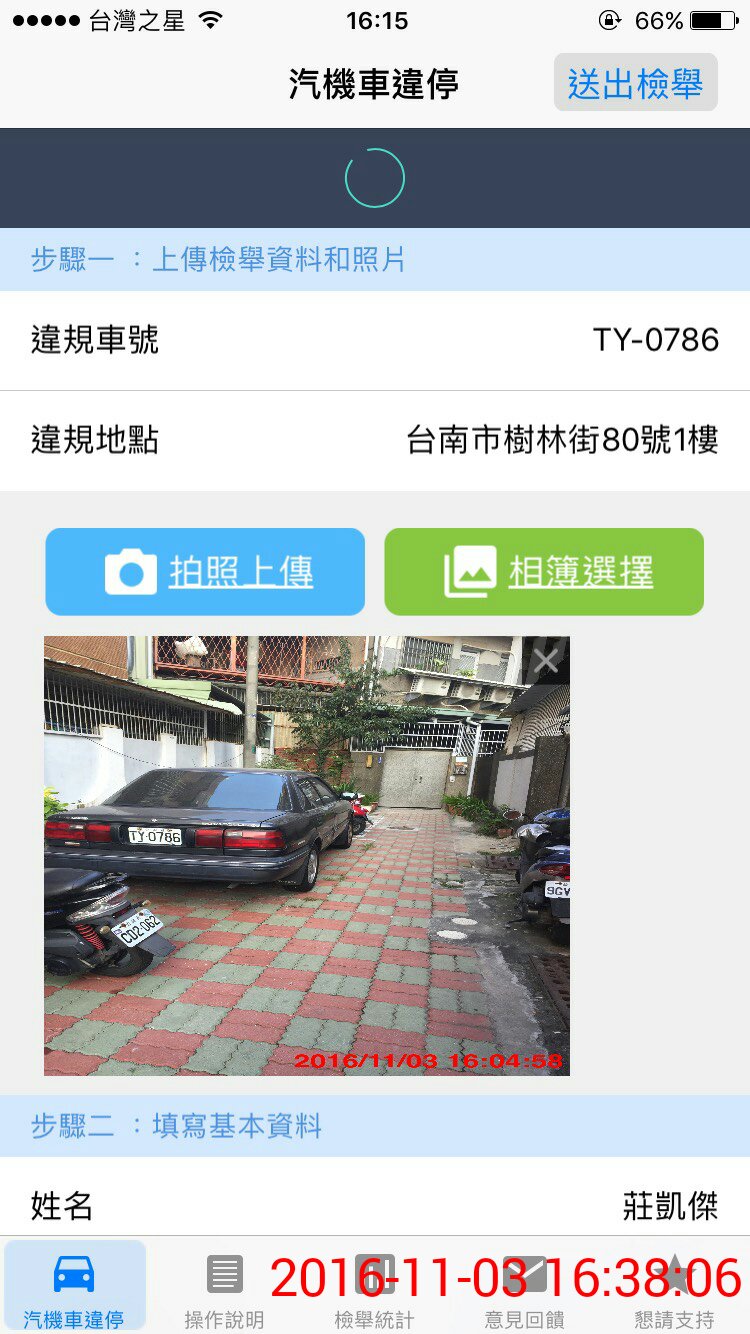 台灣之星 16:15 66%
汽機車違停 送出檢舉
步驟一 ：上傳檢舉資料和照片
違規車號 TY-0786
違規地點 台南市樹林街80號1樓
拍照上傳 相簿選擇
TY-0786
9GV
CD2-062
2016/11/03 16:04:58
步驟二 ：填寫基本資料
姓名 莊凱傑
2016-11-03 16:38:06
汽機車違停 操作說明 檢舉統計 意見回饋 懇請支持